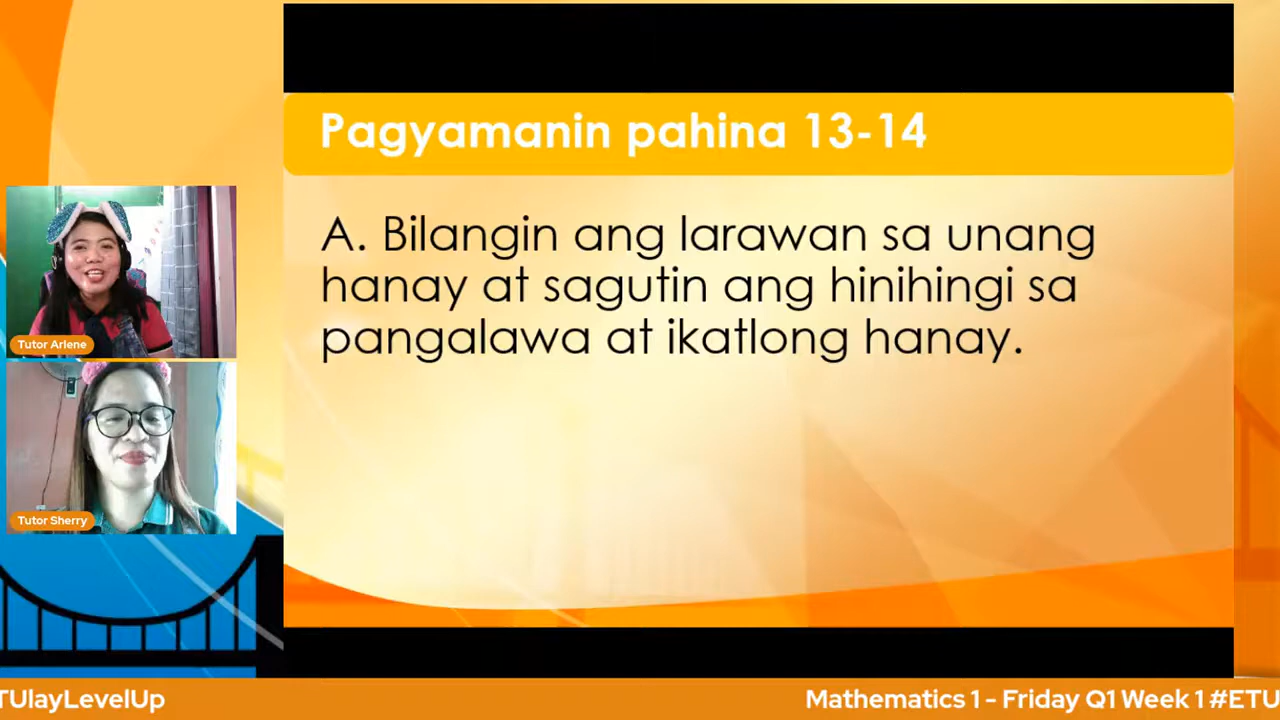 Pagyamanin pahina 13-14
A. Bilangin ang larawan sa unang
hanay at sagutin ang hinihingi sa
pangalawa at ikatlong hanay.
Tutor Arlene
Tutor Sherry
TUlayLevelUp
Mathematics 1 - Friday Q1 Week 1 #ETU